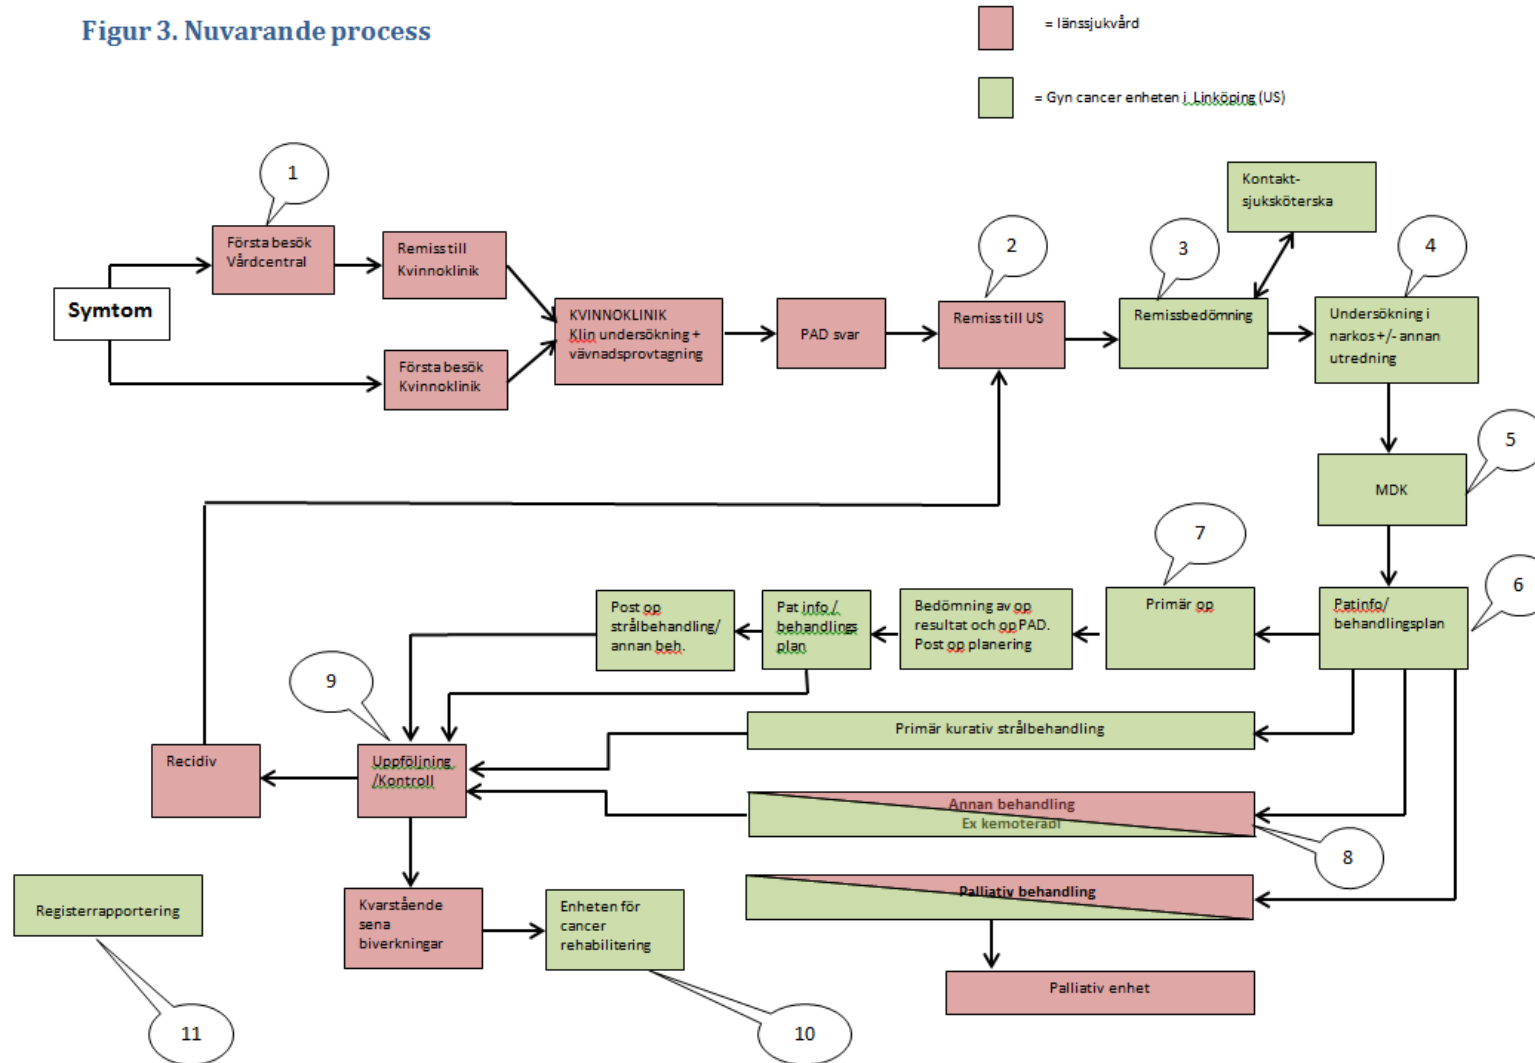 Figur 3. Nuvarande process
= länssjukvård
= Gyn cancer enheten i Linköping (US)
1
Första besök
Vårdcentral
Remiss till
Kvinnoklinik
Symtom
Första besök
Kvinnoklinik
KVINNOKLINIK
Klin undersökning +
vävnadsprovtagning
PAD svar
2
Remiss till US
3
Remissbedömning
Kontakt-
sjuksköterska
4
Undersökning i
narkos +/- annan
utredning
5
MDK
6
Patinfo/
behandlingsplan
7
Primär op
Bedömning av op
resultat och op PAD.
Post op planering
Pat info /
behandlings
plan
Post op
strålbehandling/
annan beh.
9
Primär kurativ strålbehandling
Recidiv
Uppföljning
/Kontroll
Annan behandling
Ex kemoterapi
8
Palliativ behandling
Palliativ enhet
Kvarstående
sena
biverkningar
Enheten för
cancer
rehabilitering
10
Registerrapportering
11